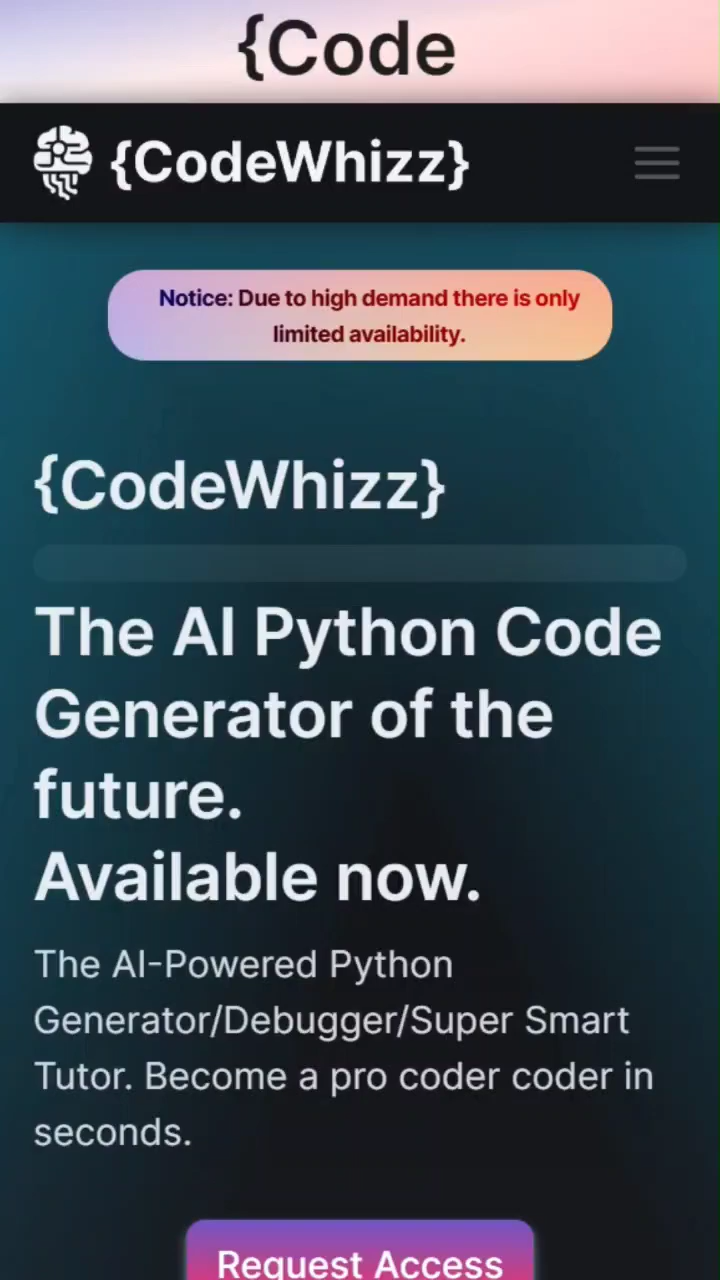 {Code
{CodeWhizz}
Notice: Due to high demand there is only
limited availability.
{CodeWhizz}
The AI Python Code
Generator of the
future.
Available now.
The AI-Powered Python
Generator/Debugger/Super Smart
Tutor. Become a pro coder coder in
seconds.
Request Access